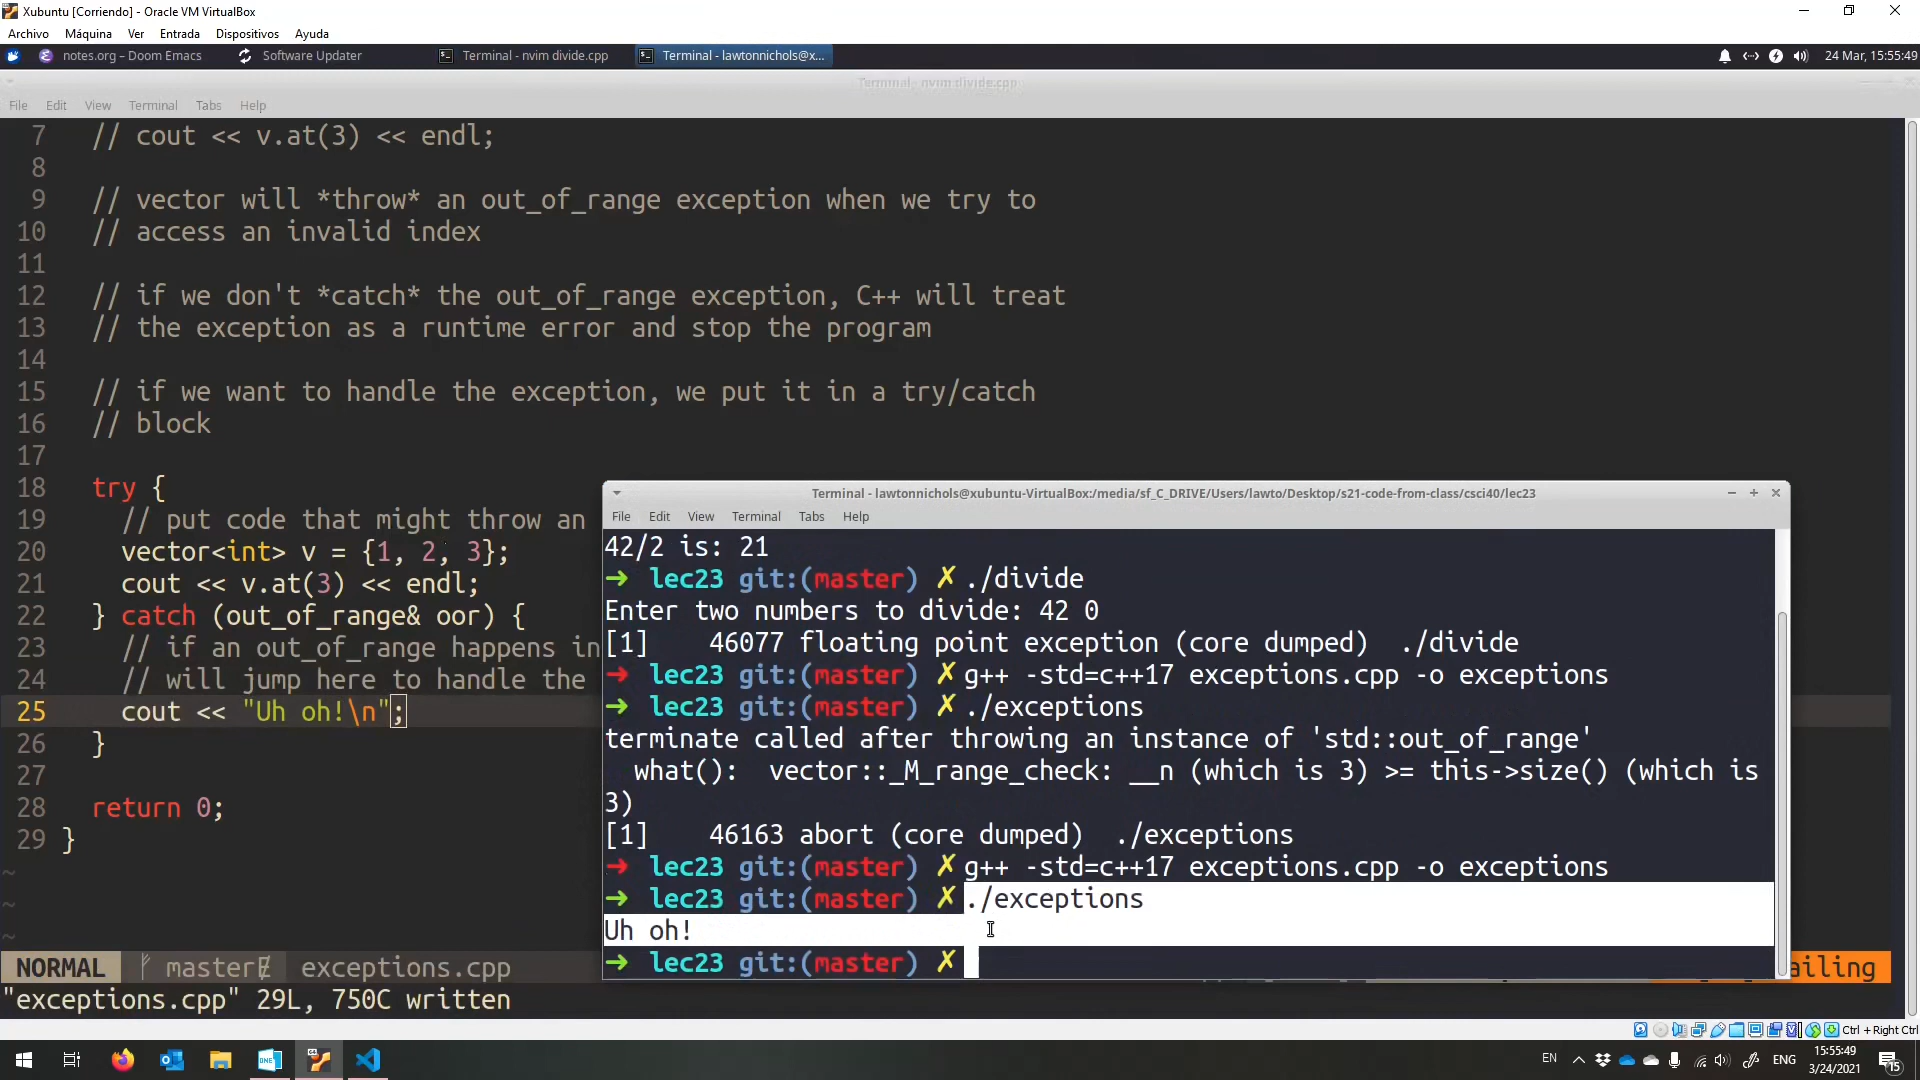 Xubuntu [Corriendo] - Oracle VM VirtualBox
Archivo Máquina Ver Entrada Dispositivos Ayuda
notes.org – Doom Emacs Software Updater Terminal - nvim divide.cpp Terminal - lawtonnichols@x... 24 Mar, 15:55:49
Terminal - nvim divide.cpp
File Edit View Terminal Tabs Help
7 // cout << v.at(3) << endl;
8
9 // vector will *throw* an out_of_range exception when we try to
10 // access an invalid index
11
12 // if we don't *catch* the out_of_range exception, C++ will treat
13 // the exception as a runtime error and stop the program
14
15 // if we want to handle the exception, we put it in a try/catch
16 // block
17
18 try {
19 // put code that might throw an
20 vector<int> v = {1, 2, 3};
21 cout << v.at(3) << endl;
22 } catch (out_of_range& oor) {
23 // if an out_of_range happens in
24 // will jump here to handle the
25 cout << "Uh oh!\n";
26 }
27
28 return 0;
29 }
~
~
~
NORMAL master exceptions.cpp ailing
"exceptions.cpp" 29L, 750C written
Terminal - lawtonnichols@xubuntu-VirtualBox:/media/sf_C_DRIVE/Users/lawto/Desktop/s21-code-from-class/csci40/lec23
File Edit View Terminal Tabs Help
42/2 is: 21
➜ lec23 git:(master) ✗ ./divide
Enter two numbers to divide: 42 0
[1] 46077 floating point exception (core dumped) ./divide
➜ lec23 git:(master) ✗ g++ -std=c++17 exceptions.cpp -o exceptions
➜ lec23 git:(master) ✗ ./exceptions
terminate called after throwing an instance of 'std::out_of_range'
what(): vector::_M_range_check: __n (which is 3) >= this->size() (which is
3)
[1] 46163 abort (core dumped) ./exceptions
➜ lec23 git:(master) ✗ g++ -std=c++17 exceptions.cpp -o exceptions
➜ lec23 git:(master) ✗ ./exceptions
Uh oh!
➜ lec23 git:(master) ✗
Ctrl + Right Ctrl
EN ENG 15:55:49
3/24/2021
15